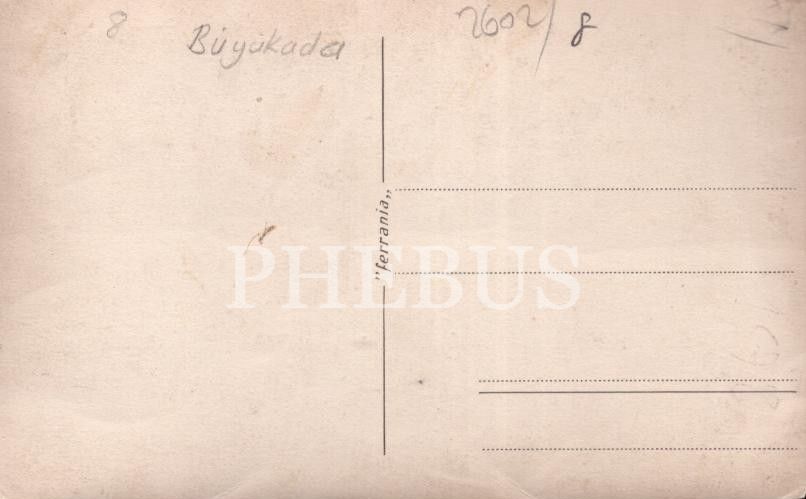 8
Büyükada
2602/8
"ferrania"
PHEBUS